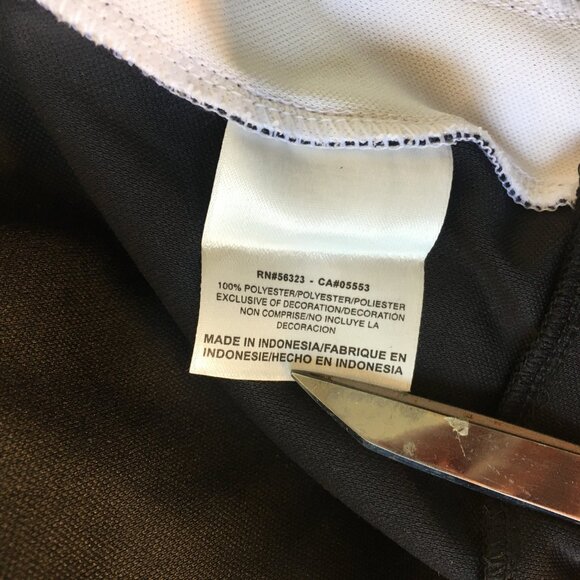 RN#56323 - CA#05553
100% POLYESTER/POLYESTER/POLIESTER
EXCLUSIVE OF DECORATION/DECORATION
NON COMPRISE/NO INCLUYE LA
DECORACION
MADE IN INDONESIA/FABRIQUE EN
INDONESIE/HECHO EN INDONESIA